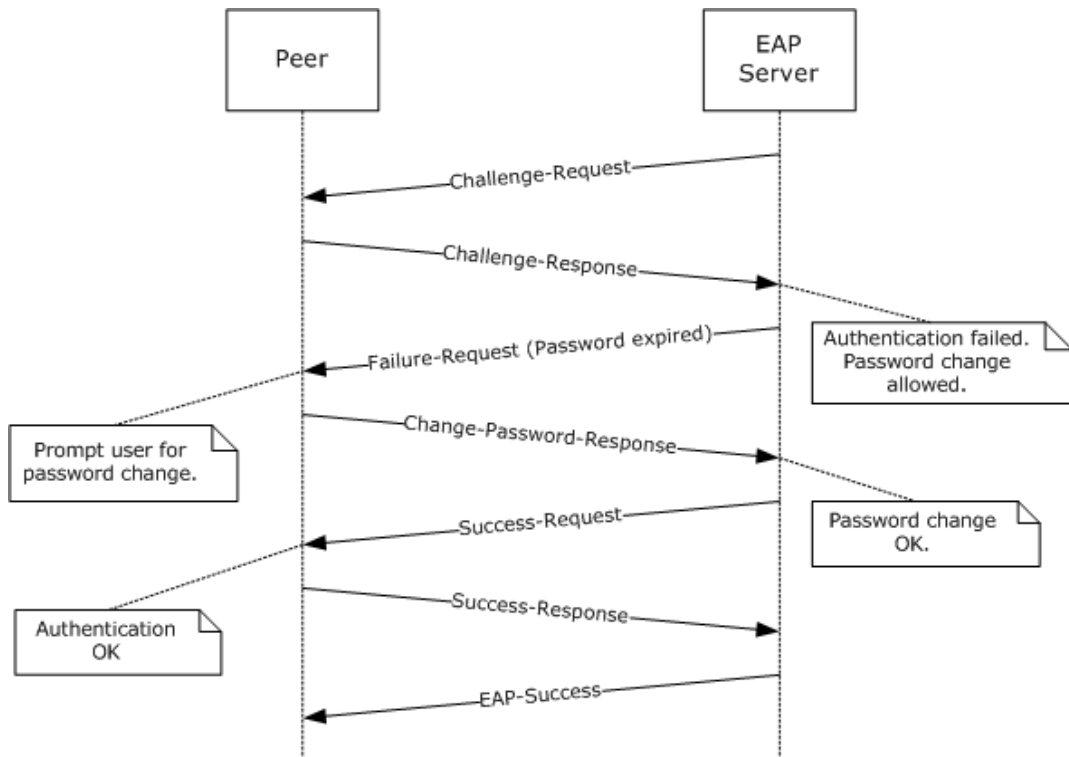 Peer
EAP
Server
Challenge-Request
Challenge-Response
Authentication failed.
Password change
allowed.
Failure-Request (Password expired)
Prompt user for
password change.
Change-Password-Response
Password change
OK.
Success-Request
Authentication
OK
Success-Response
EAP-Success